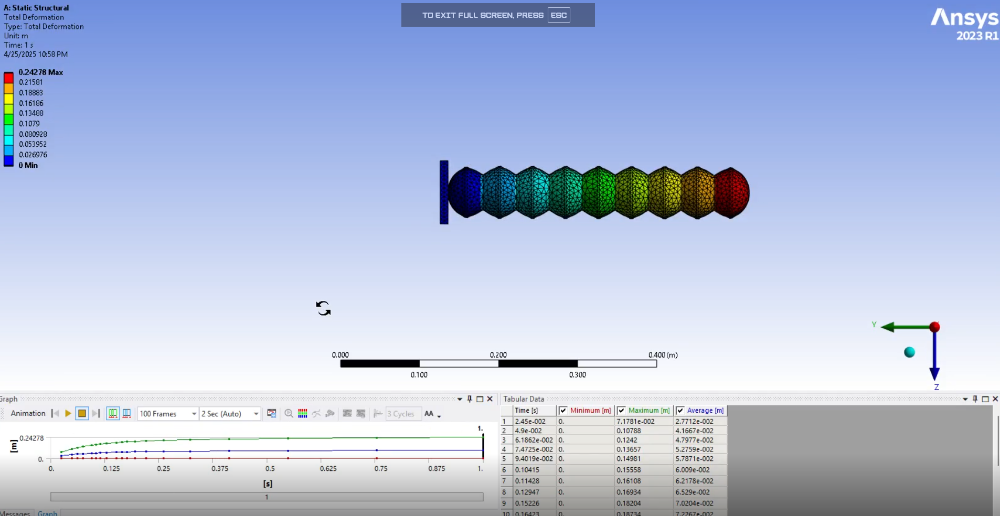 A: Static Structural
Total Deformation
Type: Total Deformation
Unit: m
Time: 1 s
4/25/2025 10:58 PM
TO EXIT FULL SCREEN, PRESS ESC
Ansys
2023 R1
0.24278 Max
0.21581
0.18883
0.16186
0.13488
0.1079
0.080928
0.053952
0.026976
0 Min
Y
Z
0.000 0.200 0.400 (m)
0.100 0.300
Graph
Animation 100 Frames 2 Sec (Auto) 3 Cycles AA
1.
0.24278
[m]
0.
0. 0.125 0.25 0.375 0.5 0.625 0.75 0.875 1.
[s]
1
Messages Graph
Tabular Data
Time [s] Minimum [m] Maximum [m] Average [m]
1 2.45e-002 0. 7.1781e-002 2.7712e-002
2 4.9e-002 0. 0.10788 4.1667e-002
3 6.1862e-002 0. 0.1242 4.7977e-002
4 7.4725e-002 0. 0.13657 5.2759e-002
5 9.4019e-002 0. 0.14981 5.7871e-002
6 0.10415 0. 0.15558 6.009e-002
7 0.11428 0. 0.16108 6.2178e-002
8 0.12947 0. 0.16934 6.529e-002
9 0.15226 0. 0.18204 7.0204e-002
10 0.16423 0. 0.18734 7.2267e-002